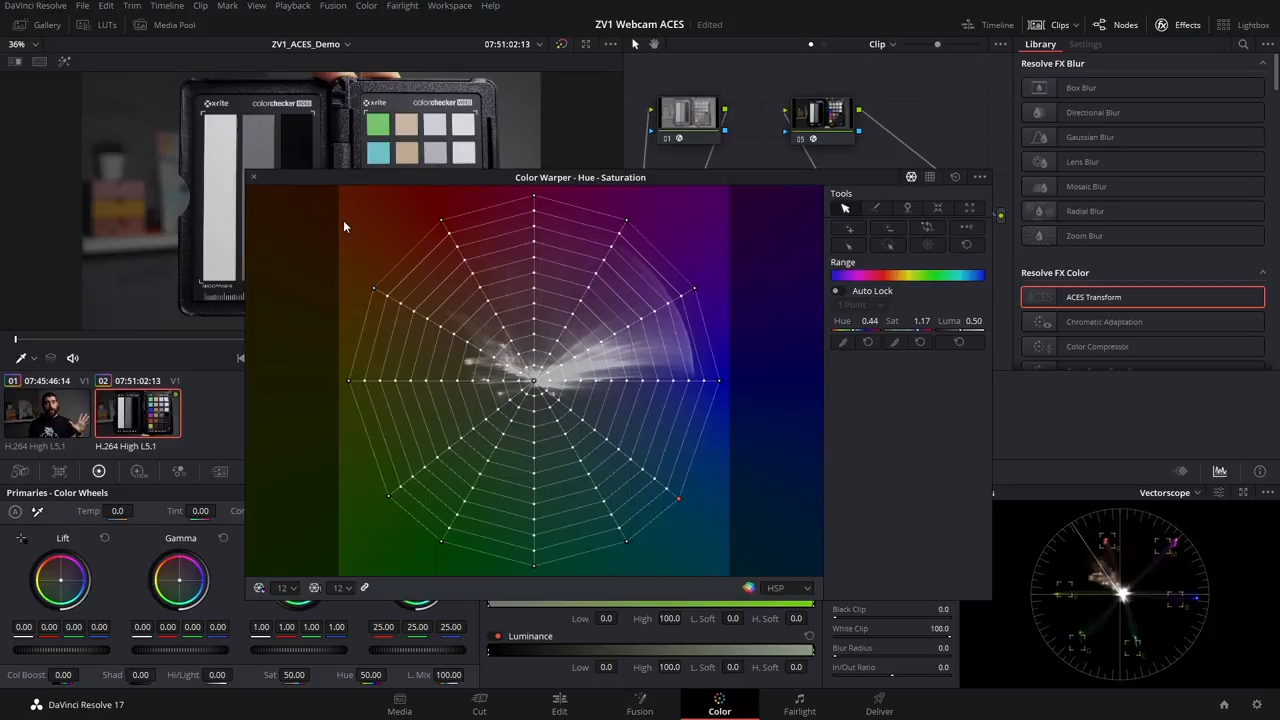 DaVinci Resolve File Edit Trim Timeline Clip Mark View Playback Fusion Color Fairlight Workspace Help
Gallery LUTs Media Pool ZV1 Webcam ACES Edited Timeline Clips Nodes Effects Lightbox
36% ZV1_ACES_Demo 07:51:02:13 Clip Library Settings
Resolve FX Blur
Box Blur
Directional Blur
Gaussian Blur
Lens Blur
Mosaic Blur
Radial Blur
Zoom Blur
Resolve FX Color
ACES Transform
Chromatic Adaptation
Color Compressor
x-rite colorchecker VIDEO x-rite colorchecker VIDEO
01 05
Color Warper - Hue - Saturation
Tools
Range
Auto Lock
1 Point
Hue 0.44 Sat 1.17 Luma 0.50
12 12 HSP
01 07:45:46:14 V1 02 07:51:02:13 V1
H.264 High L5.1 H.264 High L5.1
Primaries - Color Wheels
Temp 0.0 Tint 0.00
Lift Gamma
0.00 0.00 0.00 0.00 0.00 0.00 0.00 0.00 1.00 1.00 1.00 1.00 25.00 25.00 25.00
Col Boost 0.00 Shad 0.00 Hi/Light 0.00 Sat 50.00 Hue 50.00 L. Mix 100.00
Low 0.0 High 100.0 L. Soft 0.0 H. Soft 0.0
Luminance
Low 0.0 High 100.0 L. Soft 0.0 H. Soft 0.0
Black Clip 0.0
White Clip 100.0
Blur Radius 0.0
In/Out Ratio 0.0
Vectorscope
DaVinci Resolve 17 Media Cut Edit Fusion Color Fairlight Deliver